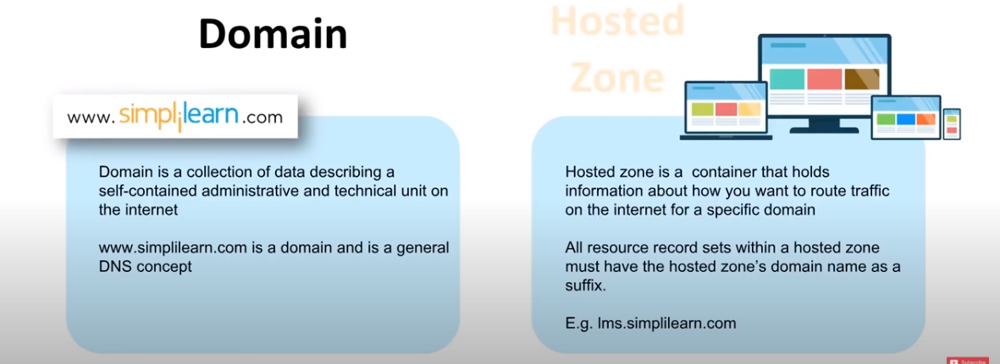 Domain
www.simplilearn.com
Domain is a collection of data describing a
self-contained administrative and technical unit on
the internet
www.simplilearn.com is a domain and is a general
DNS concept
Hosted
Zone
Hosted zone is a container that holds
information about how you want to route traffic
on the internet for a specific domain
All resource record sets within a hosted zone
must have the hosted zone's domain name as a
suffix.
E.g. lms.simplilearn.com
Subscribe